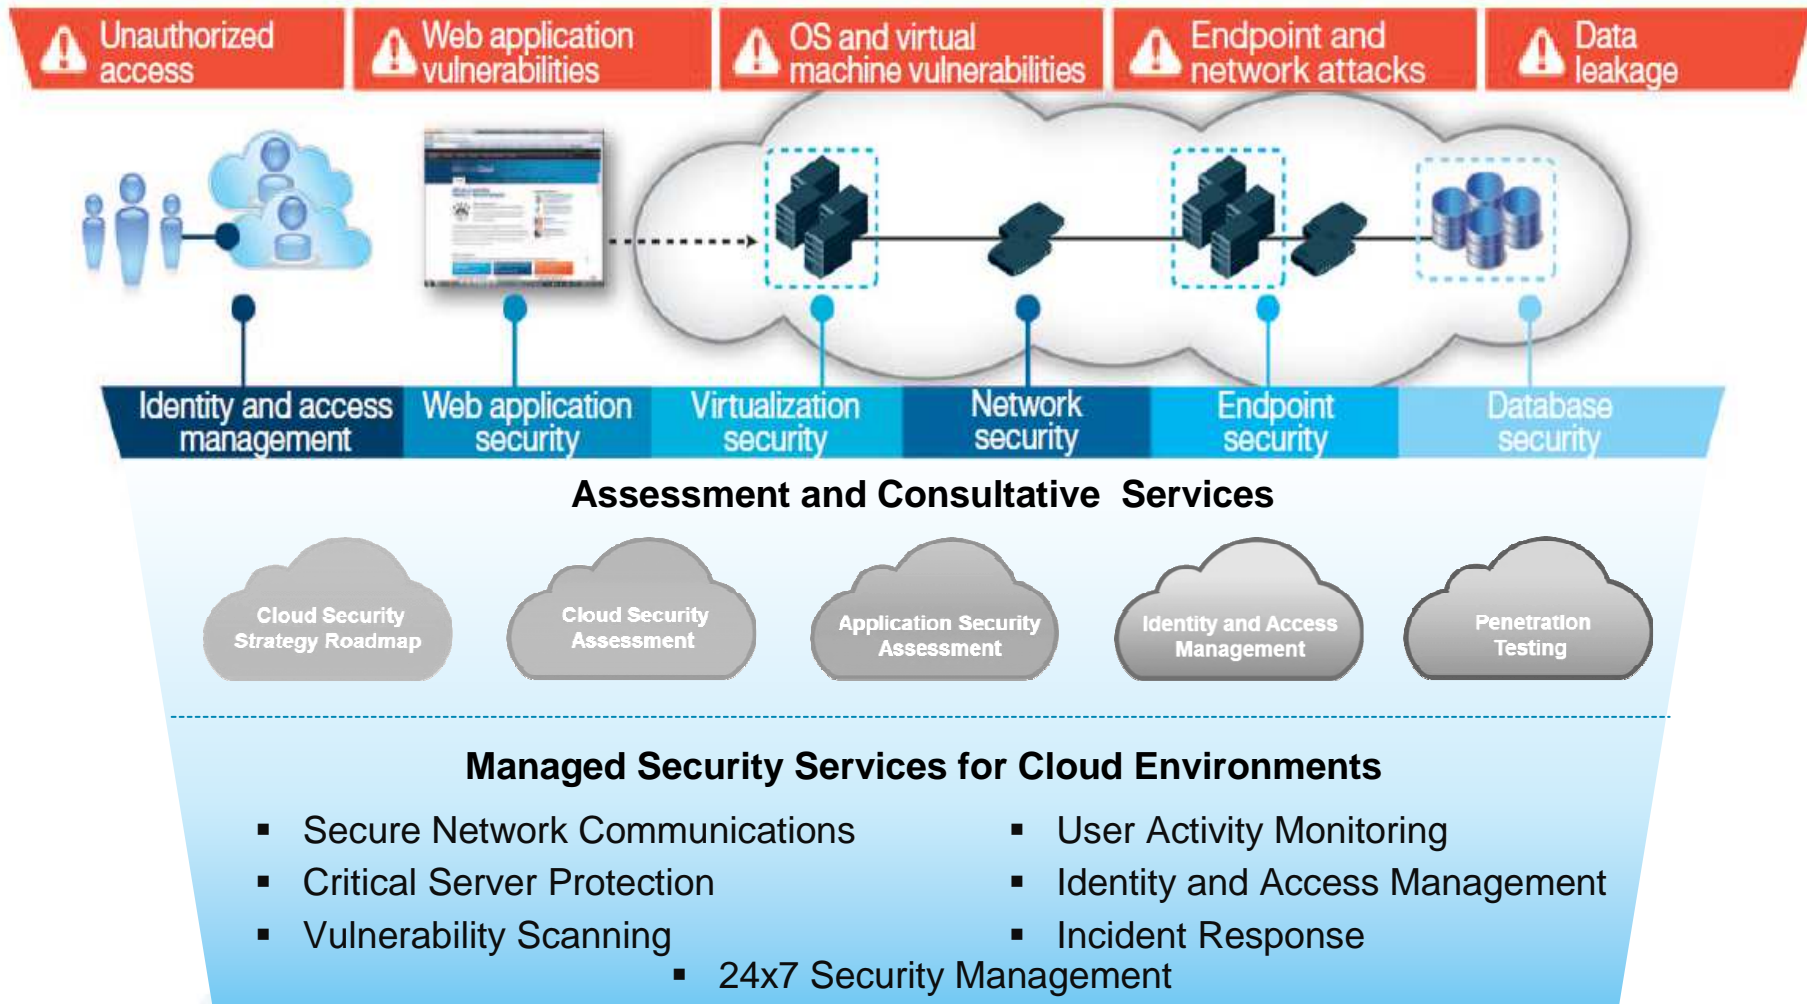 Unauthorized
access
Web application
vulnerabilities
OS and virtual
machine vulnerabilities
Endpoint and
network attacks
Data
leakage
Identity and access
management
Web application
security
Virtualization
security
Network
security
Endpoint
security
Database
security
Assessment and Consultative Services
Cloud Security
Strategy Roadmap
Cloud Security
Assessment
Application Security
Assessment
Identity and Access
Management
Penetration
Testing
Managed Security Services for Cloud Environments
▪ Secure Network Communications
▪ Critical Server Protection
▪ Vulnerability Scanning
▪ User Activity Monitoring
▪ Identity and Access Management
▪ Incident Response
▪ 24x7 Security Management